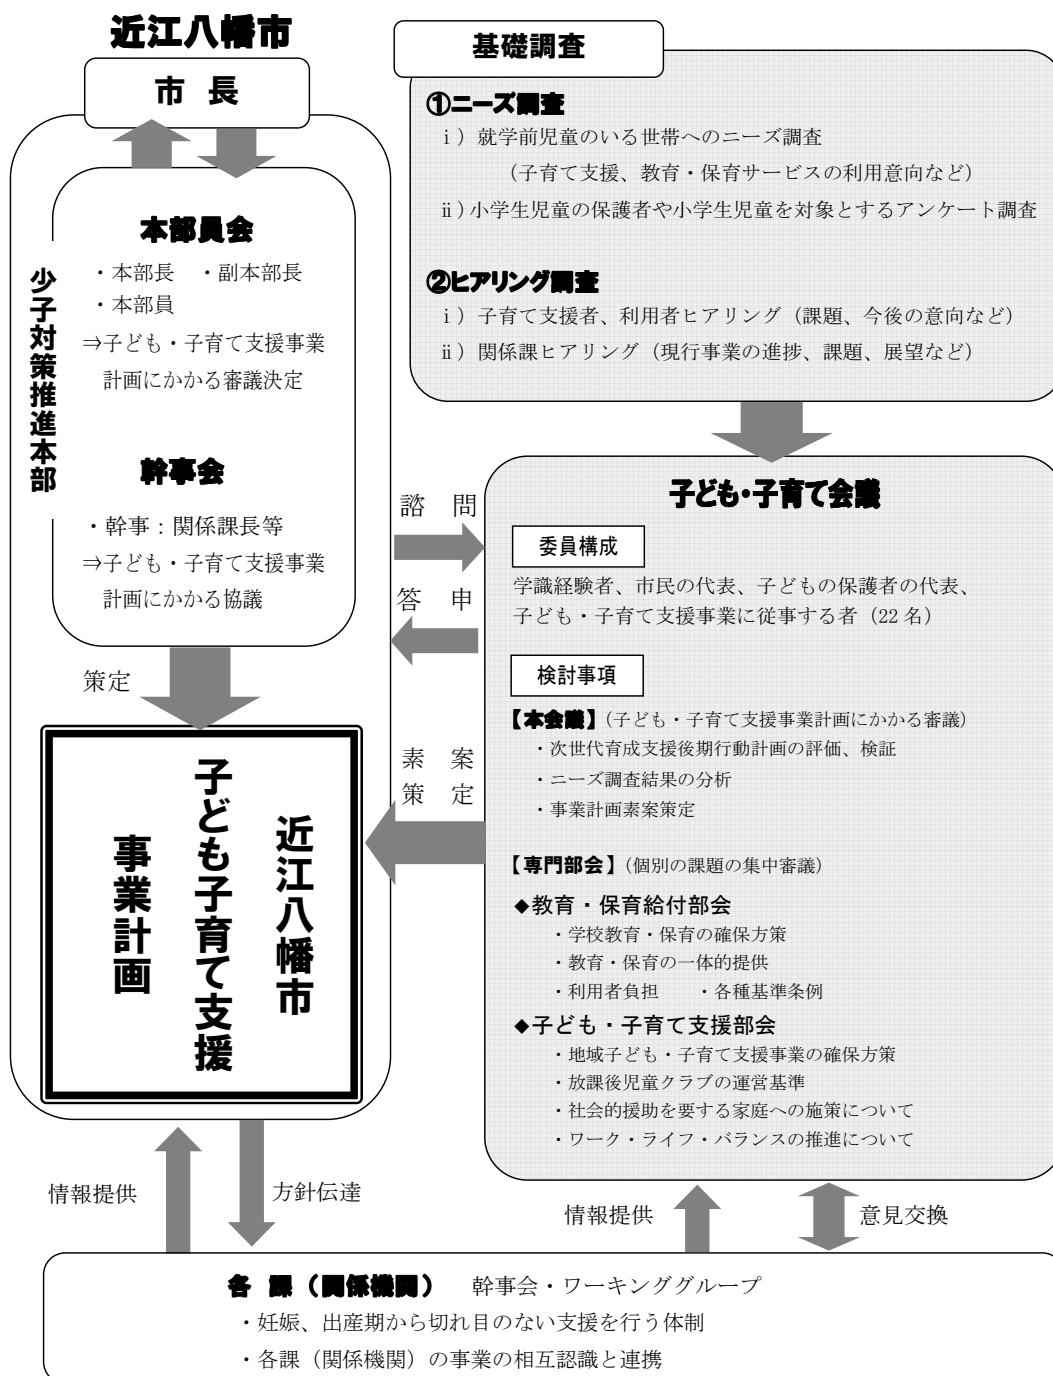 近江八幡市
市 長
少子対策推進本部
本部員会
・本部長 ・副本部長
・本部員
⇒子ども・子育て支援事業
計画にかかる審議決定
幹事会
・幹事：関係課長等
⇒子ども・子育て支援事業
計画にかかる協議
策定
近江八幡市
子ども子育て支援
事業計画
基礎調査
①ニーズ調査
ⅰ）就学前児童のいる世帯へのニーズ調査
（子育て支援、教育・保育サービスの利用意向など）
ⅱ）小学生児童の保護者や小学生児童を対象とするアンケート調査
②ヒアリング調査
ⅰ）子育て支援者、利用者ヒアリング（課題、今後の意向など）
ⅱ）関係課ヒアリング（現行事業の進捗、課題、展望など）
諮 問
答 申
素 案
策 定
子ども・子育て会議
委員構成
学識経験者、市民の代表、子どもの保護者の代表、
子ども・子育て支援事業に従事する者（22 名）
検討事項
【本会議】（子ども・子育て支援事業計画にかかる審議）
・次世代育成支援後期行動計画の評価、検証
・ニーズ調査結果の分析
・事業計画素案策定
【専門部会】（個別の課題の集中審議）
◆教育・保育給付部会
・学校教育・保育の確保方策
・教育・保育の一体的提供
・利用者負担 ・各種基準条例
◆子ども・子育て支援部会
・地域子ども・子育て支援事業の確保方策
・放課後児童クラブの運営基準
・社会的援助を要する家庭への施策について
・ワーク・ライフ・バランスの推進について
情報提供
方針伝達
情報提供
意見交換
各 課（関係機関） 幹事会・ワーキンググループ
・妊娠、出産期から切れ目のない支援を行う体制
・各課（関係機関）の事業の相互認識と連携